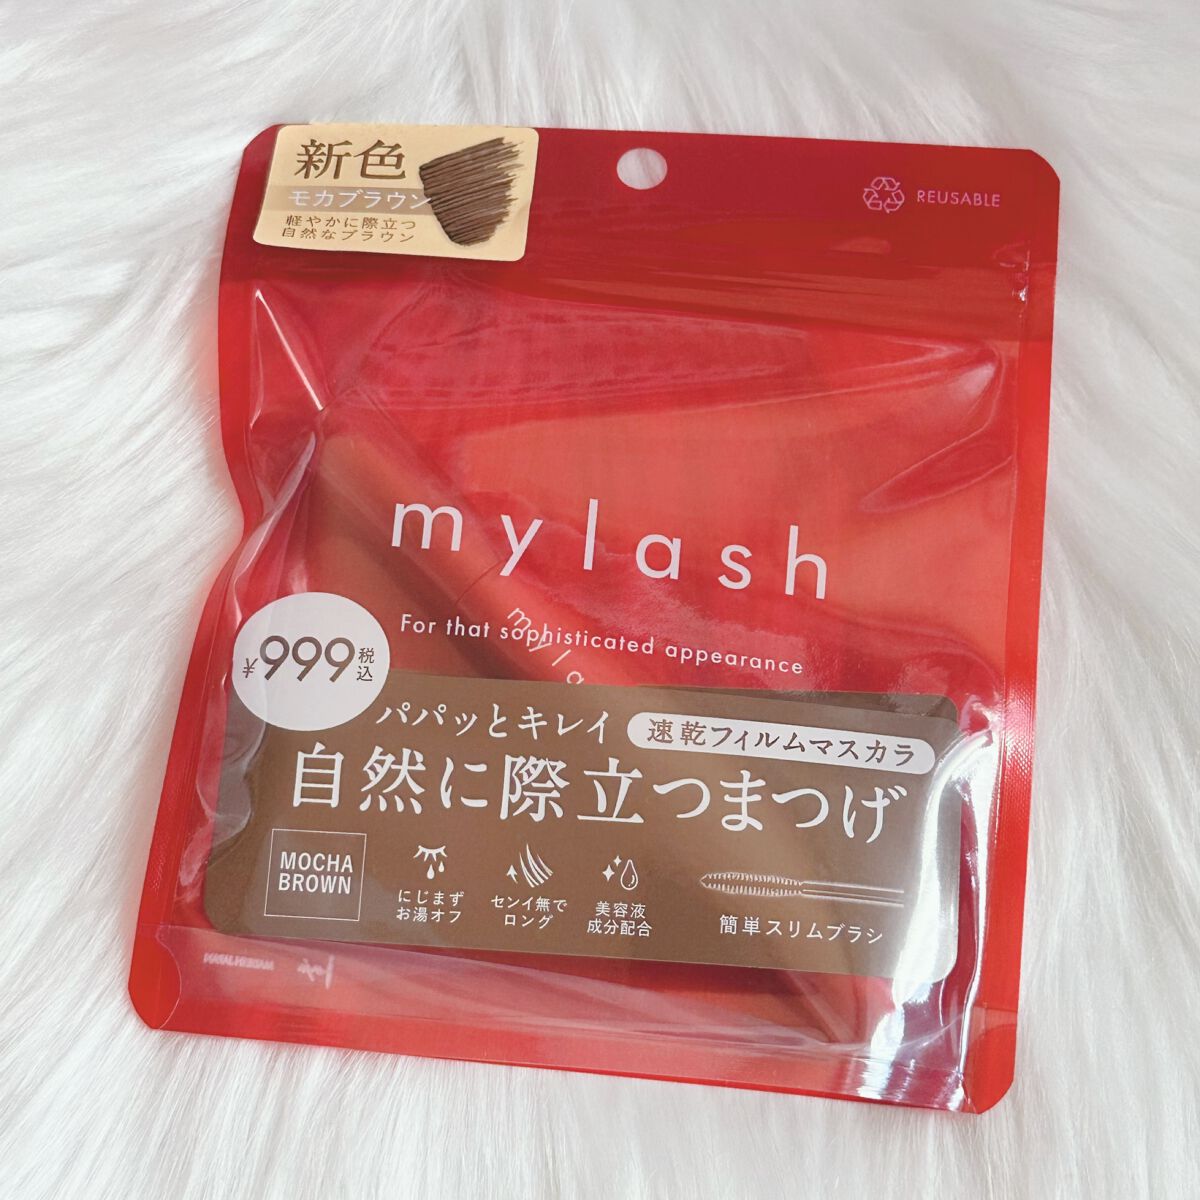 新色
モカブラウン
軽やかに際立つ
自然なブラウン
REUSABLE
mylash
For that sophisticated appearance
myla
¥999税込
パパッとキレイ 速乾フィルムマスカラ
自然に際立つまつげ
MOCHA
BROWN
にじまず
お湯オフ
センイ無で
ロング
美容液
成分配合
簡単スリムブラシ
MADE IN JAPAN